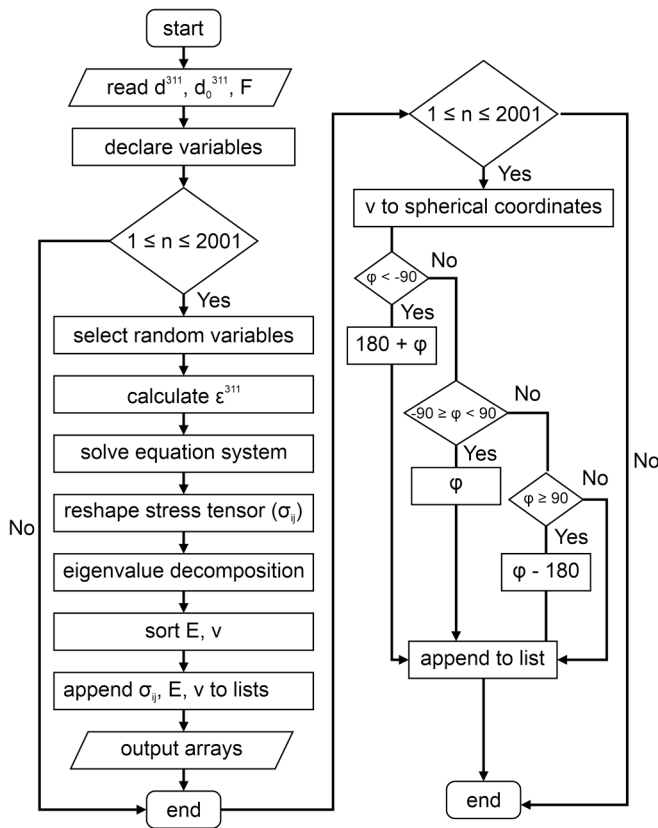 start
read d³¹¹, d₀³¹¹, F
declare variables
1 ≤ n ≤ 2001
No
Yes
select random variables
calculate ε³¹¹
solve equation system
reshape stress tensor (σᵢⱼ)
eigenvalue decomposition
sort E, v
append σᵢⱼ, E, v to lists
output arrays
end
1 ≤ n ≤ 2001
No
Yes
v to spherical coordinates
φ < -90
No
Yes
180 + φ
-90 ≥ φ < 90
No
Yes
φ
φ ≥ 90
No
Yes
φ - 180
append to list
end